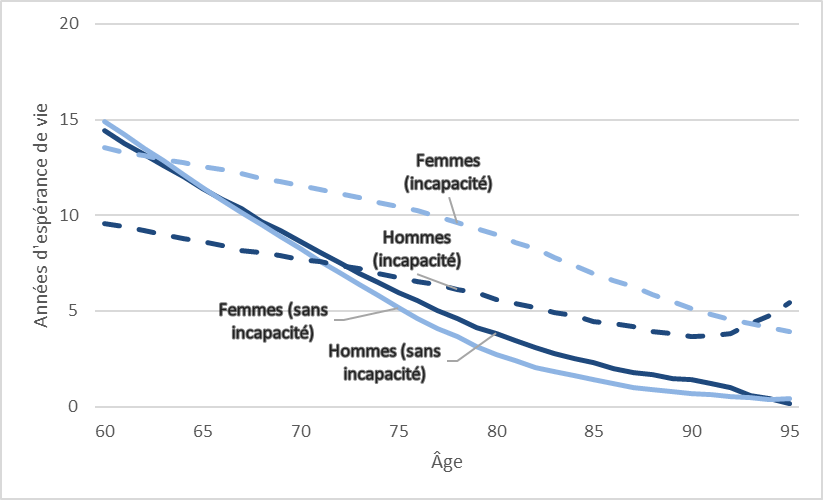 20
15
10
5
0
Années d'espérance de vie
Femmes
(incapacité)
Hommes
(incapacité)
Femmes (sans
incapacité)
Hommes (sans
incapacité)
60 65 70 75 80 85 90 95
Âge